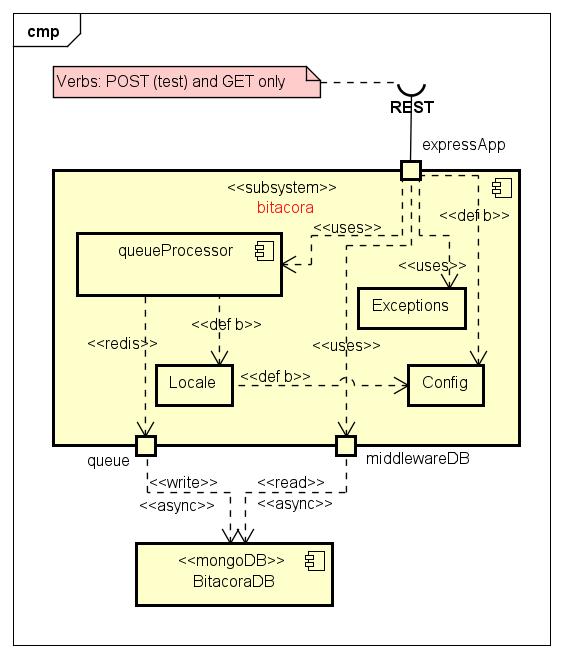 cmp
Verbs: POST (test) and GET only
REST
expressApp
<<subsystem>>
bitacora
<<def b>>
<<uses>>
queueProcessor
<<uses>>
Exceptions
<<def b>>
<<redis>>
<<uses>>
Locale
<<def b>>
Config
queue
middlewareDB
<<write>>
<<read>>
<<async>>
<<async>>
<<mongoDB>>
BitacoraDB